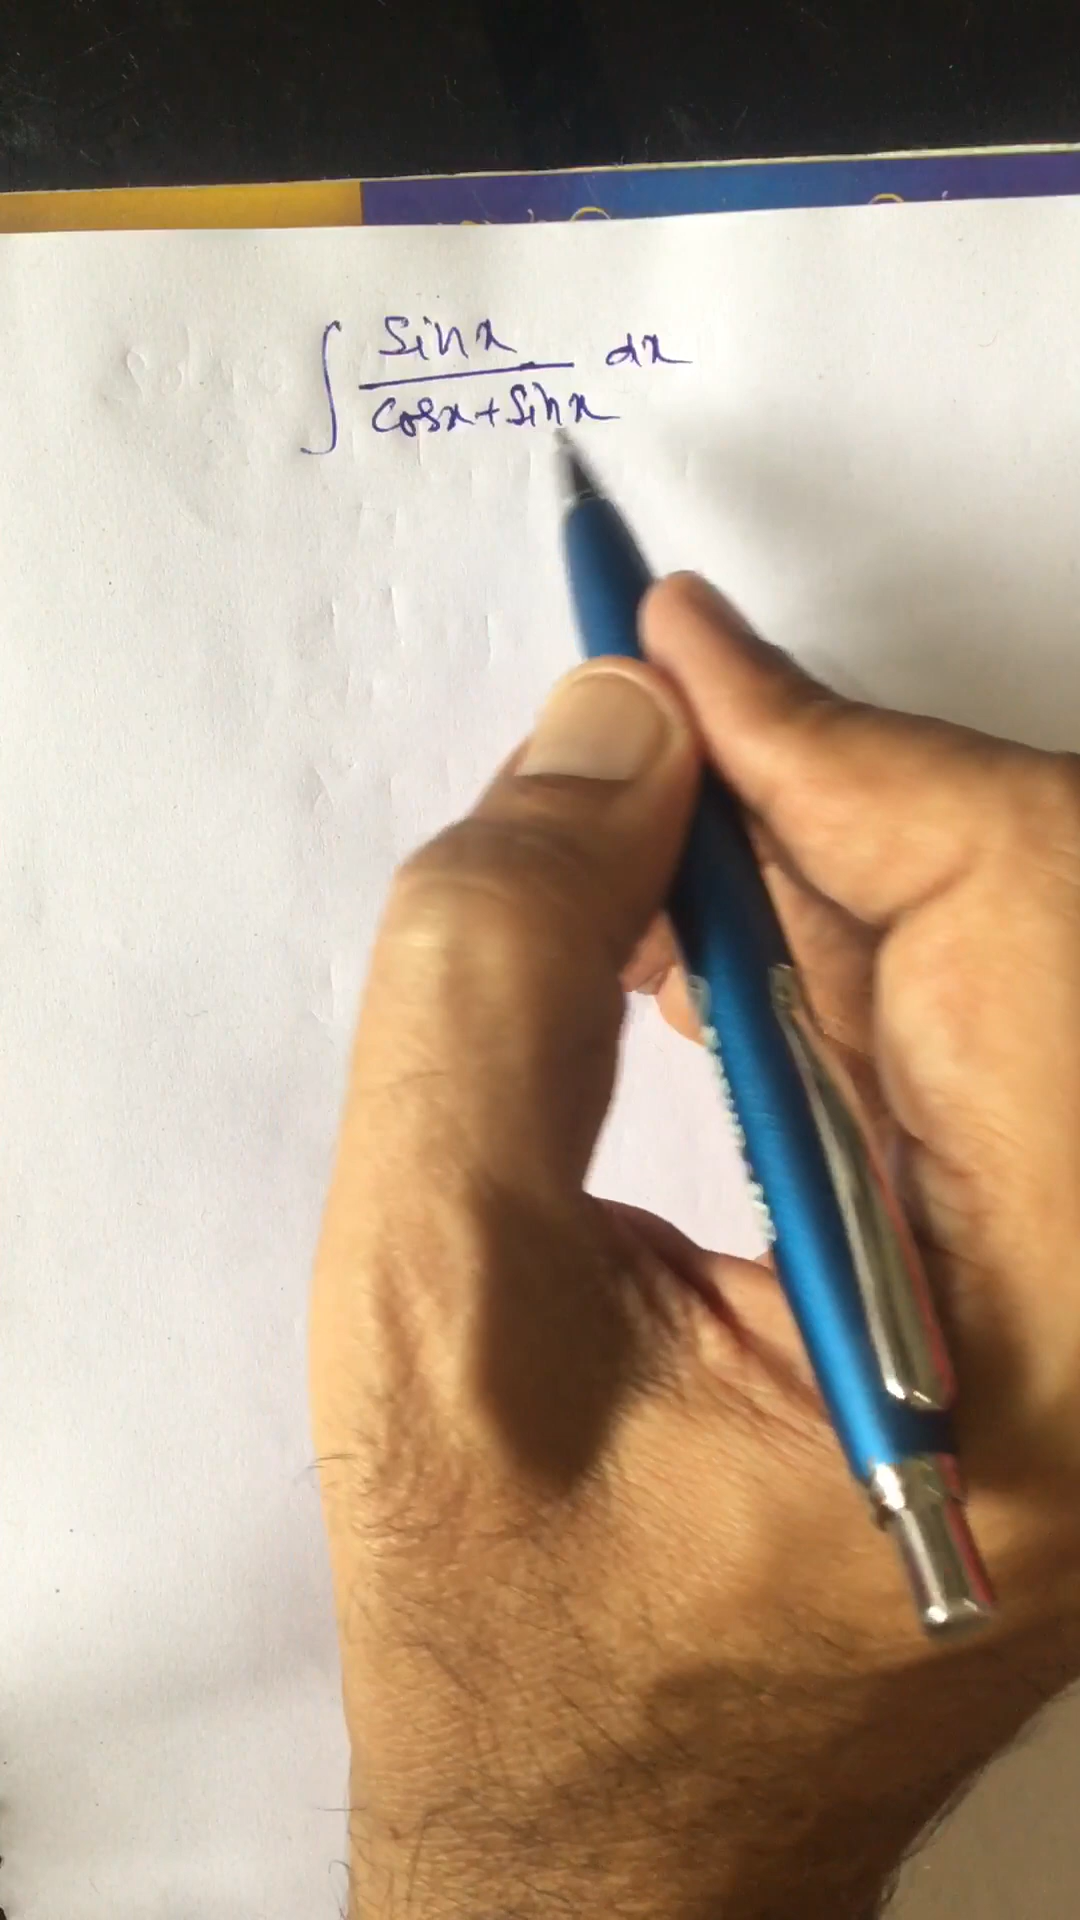 ∫ sinx / (cosx + sinx) dx